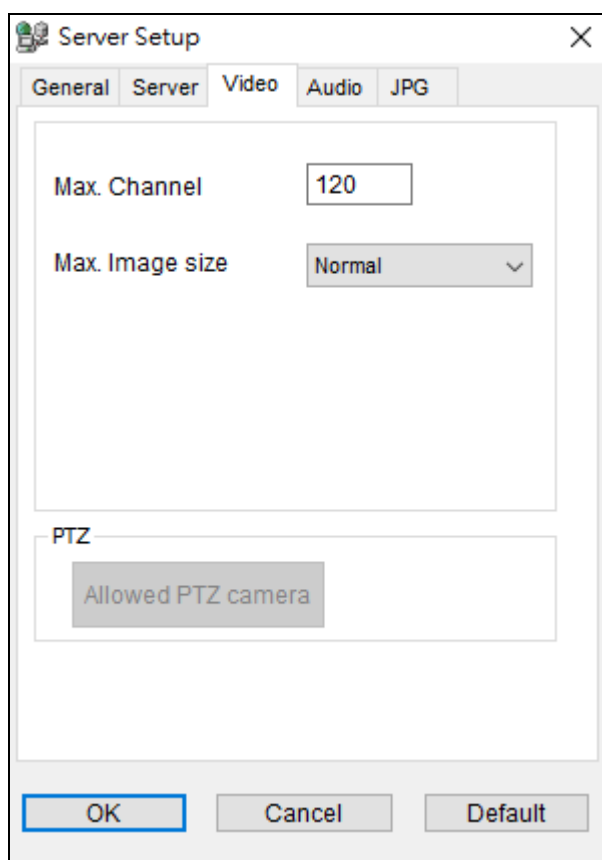 Server Setup
General Server Video Audio JPG
Max. Channel 120
Max. Image size Normal
PTZ
Allowed PTZ camera
OK Cancel Default